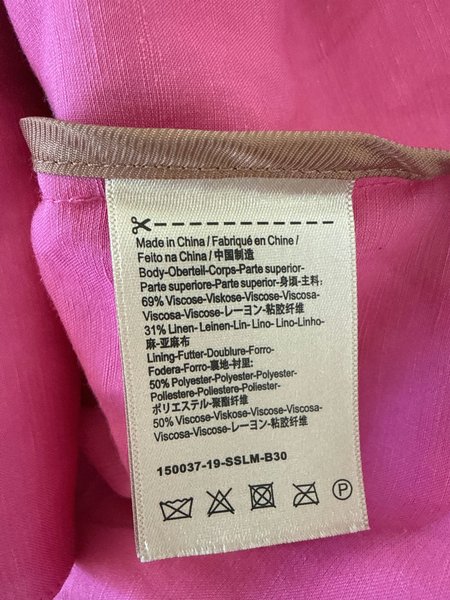 Made in China / Fabriqué en Chine /
Feito na China / 中国制造
Body-Oberteil-Corps-Parte superior-
Parte superiore-Parte superior-身頃-主料:
69% Viscose-Viskose-Viscose-Viscosa-
Viscosa-Viscose-レーヨン-粘胶纤维
31% Linen- Leinen-Lin- Lino- Lino-Linho-
麻-亚麻布
Lining-Futter-Doublure-Forro-
Fodera-Forro-裏地-衬里:
50% Polyester-Polyester-Polyester-
Poliestere-Poliestere-Poliester-
ポリエステル-聚酯纤维
50% Viscose-Viskose-Viscose-Viscosa-
Viscosa-Viscose-レーヨン-粘胶纤维
150037-19-SSLM-B30
P